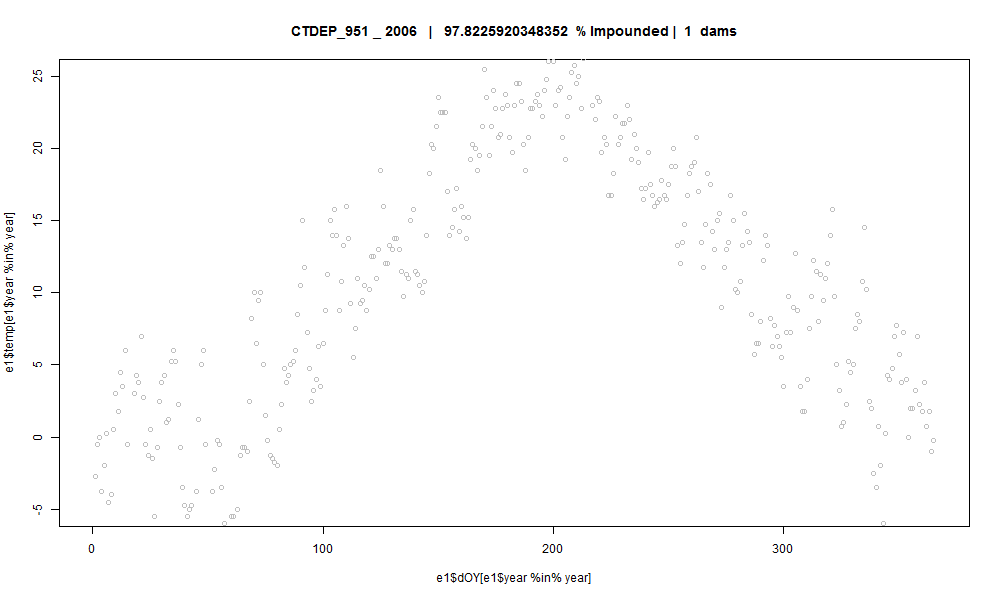 CTDEP_951 _ 2006 | 97.8225920348352 % Impounded | 1 dams
25
20
15
10
5
0
-5
e1$temp[e1$year %in% year]
0 100 200 300
e1$dOY[e1$year %in% year]